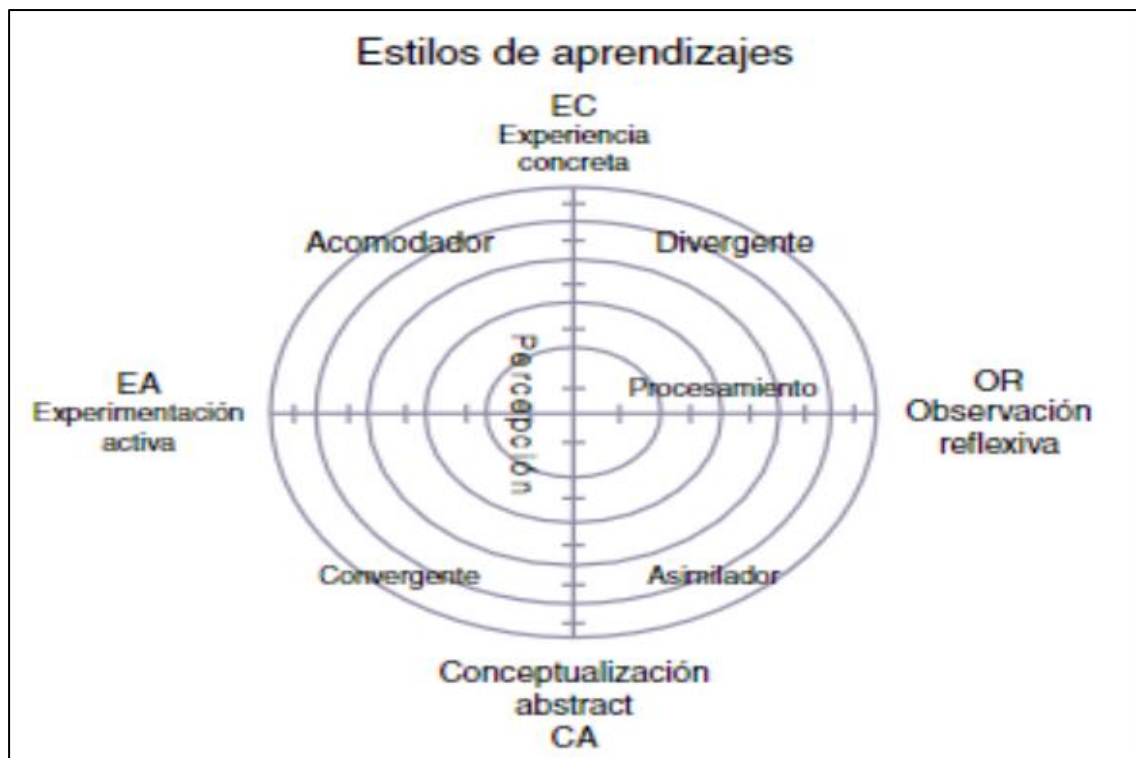 Estilos de aprendizajes
EC
Experiencia
concreta
Acomodador
Divergente
Percepción
Procesamiento
EA
Experimentación
activa
OR
Observación
reflexiva
Convergente
Asimilador
Conceptualización
abstract
CA